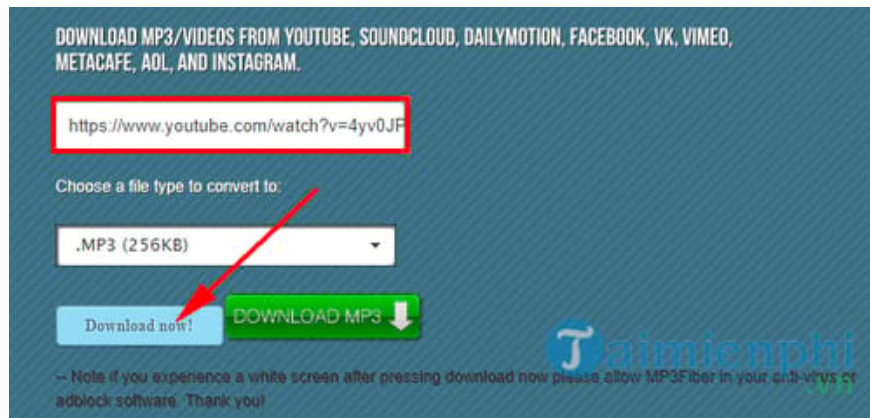 DOWNLOAD MP3/VIDEOS FROM YOUTUBE, SOUNDCLOUD, DAILYMOTION, FACEBOOK, VK, VIMEO,
METACAFE, AOL, AND INSTAGRAM.
https://www.youtube.com/watch?v=4yv0JF
Choose a file type to convert to:
.MP3 (256KB)
Download now!
DOWNLOAD MP3
Taimienphi
.vn
-- Note if you experience a white screen after pressing download now please allow MP3Fiber in your anti-virus or
adblock software. Thank you!